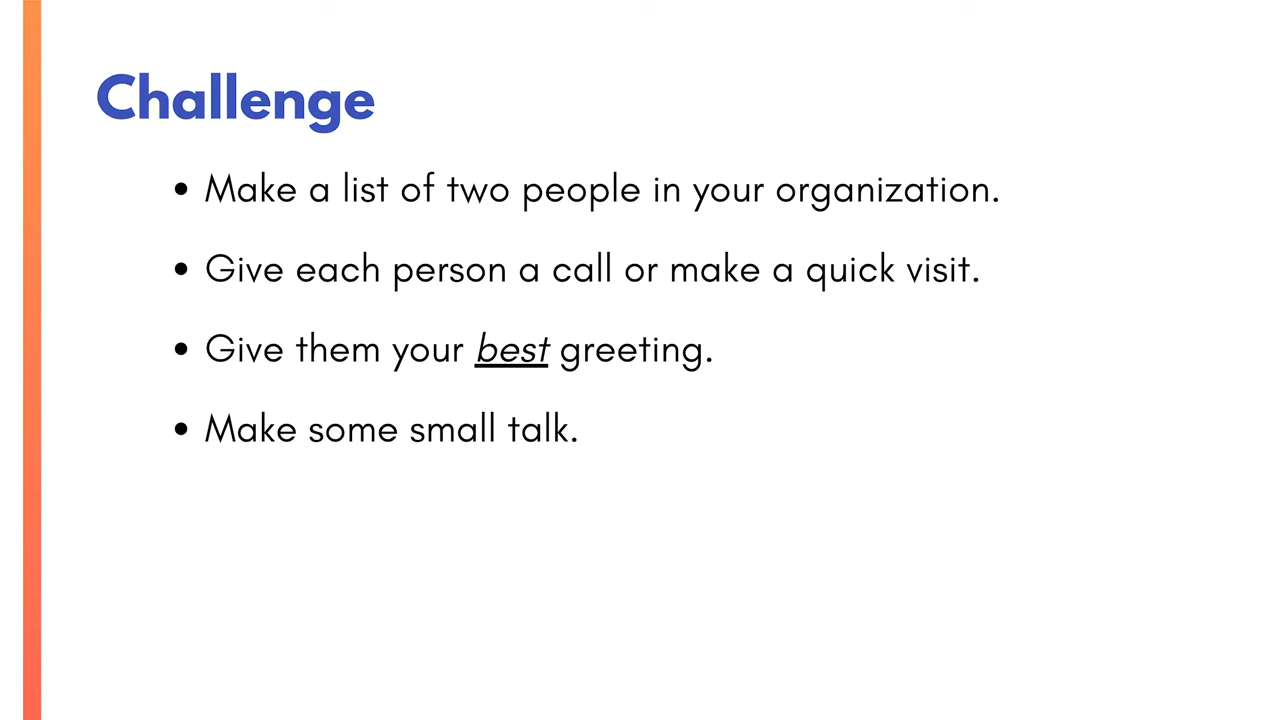 Challenge
• Make a list of two people in your organization.
• Give each person a call or make a quick visit.
• Give them your best greeting.
• Make some small talk.